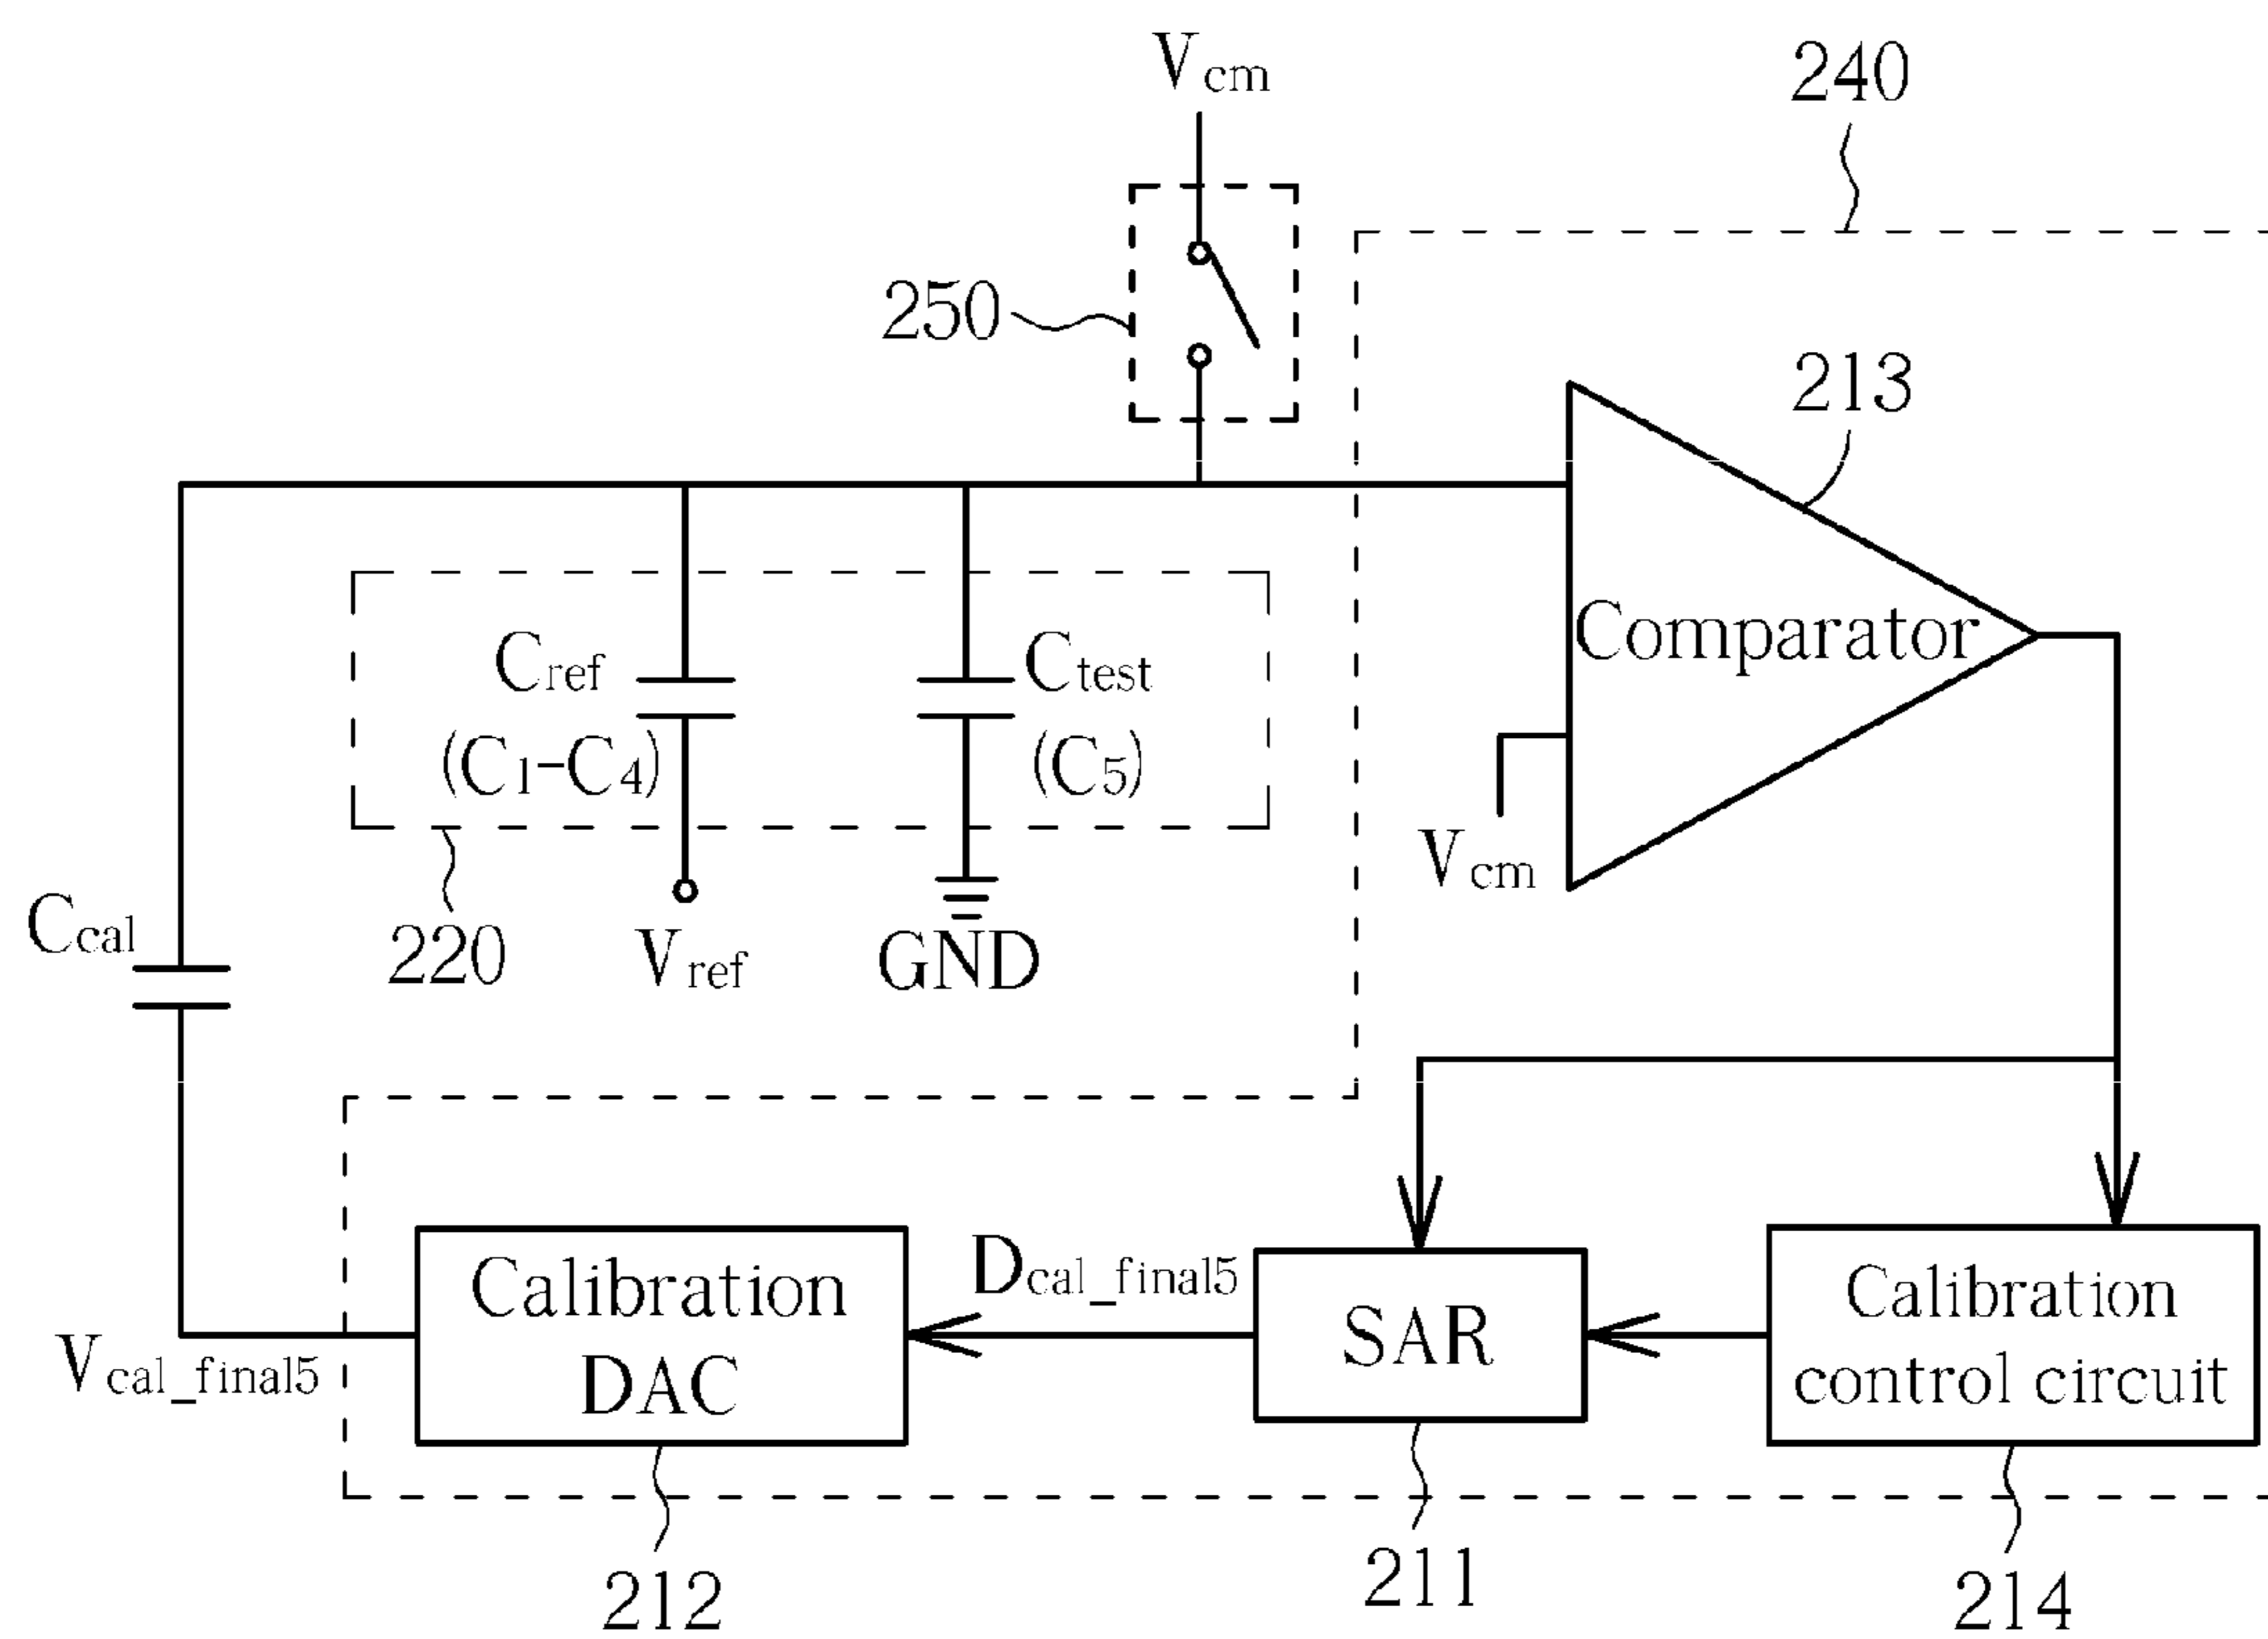 Vcm
240
250
213
Comparator
Cref
(C1-C4)
Ctest
(C5)
Vcm
Ccal
220
Vref
GND
Calibration
DAC
Dcal_final5
SAR
Calibration
control circuit
Vcal_final5
212
211
214